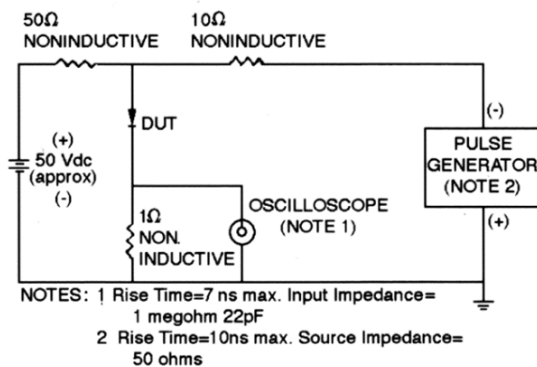 50Ω
NONINDUCTIVE
10Ω
NONINDUCTIVE
DUT
(+)
50 Vdc
(approx)
(-)
(-)
PULSE
GENERATOR
(NOTE 2)
(+)
1Ω
NON.
INDUCTIVE
OSCILLOSCOPE
(NOTE 1)
NOTES: 1 Rise Time=7 ns max. Input Impedance=
1 megohm 22pF
2 Rise Time=10ns max. Source Impedance=
50 ohms